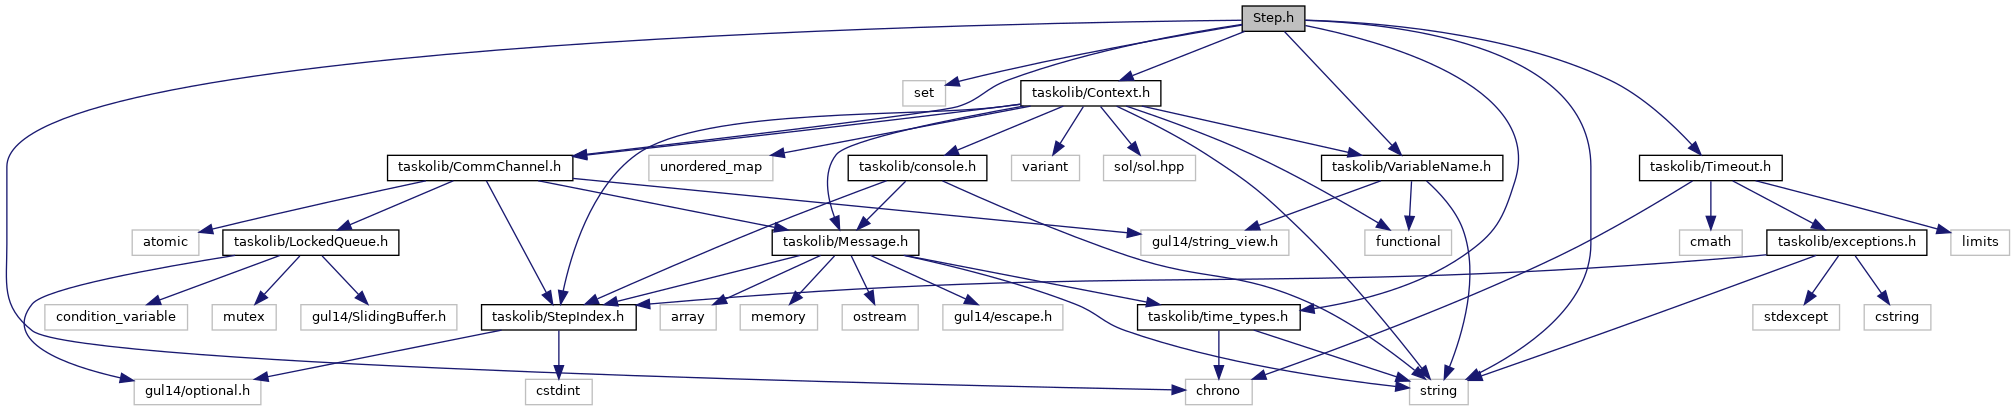 Step.h
set
taskolib/Context.h
taskolib/CommChannel.h
unordered_map
taskolib/console.h
variant
sol/sol.hpp
taskolib/VariableName.h
taskolib/Timeout.h
atomic
taskolib/LockedQueue.h
taskolib/Message.h
gul14/string_view.h
functional
cmath
taskolib/exceptions.h
limits
condition_variable
mutex
gul14/SlidingBuffer.h
taskolib/StepIndex.h
array
memory
ostream
gul14/escape.h
taskolib/time_types.h
stdexcept
cstring
gul14/optional.h
cstdint
chrono
string